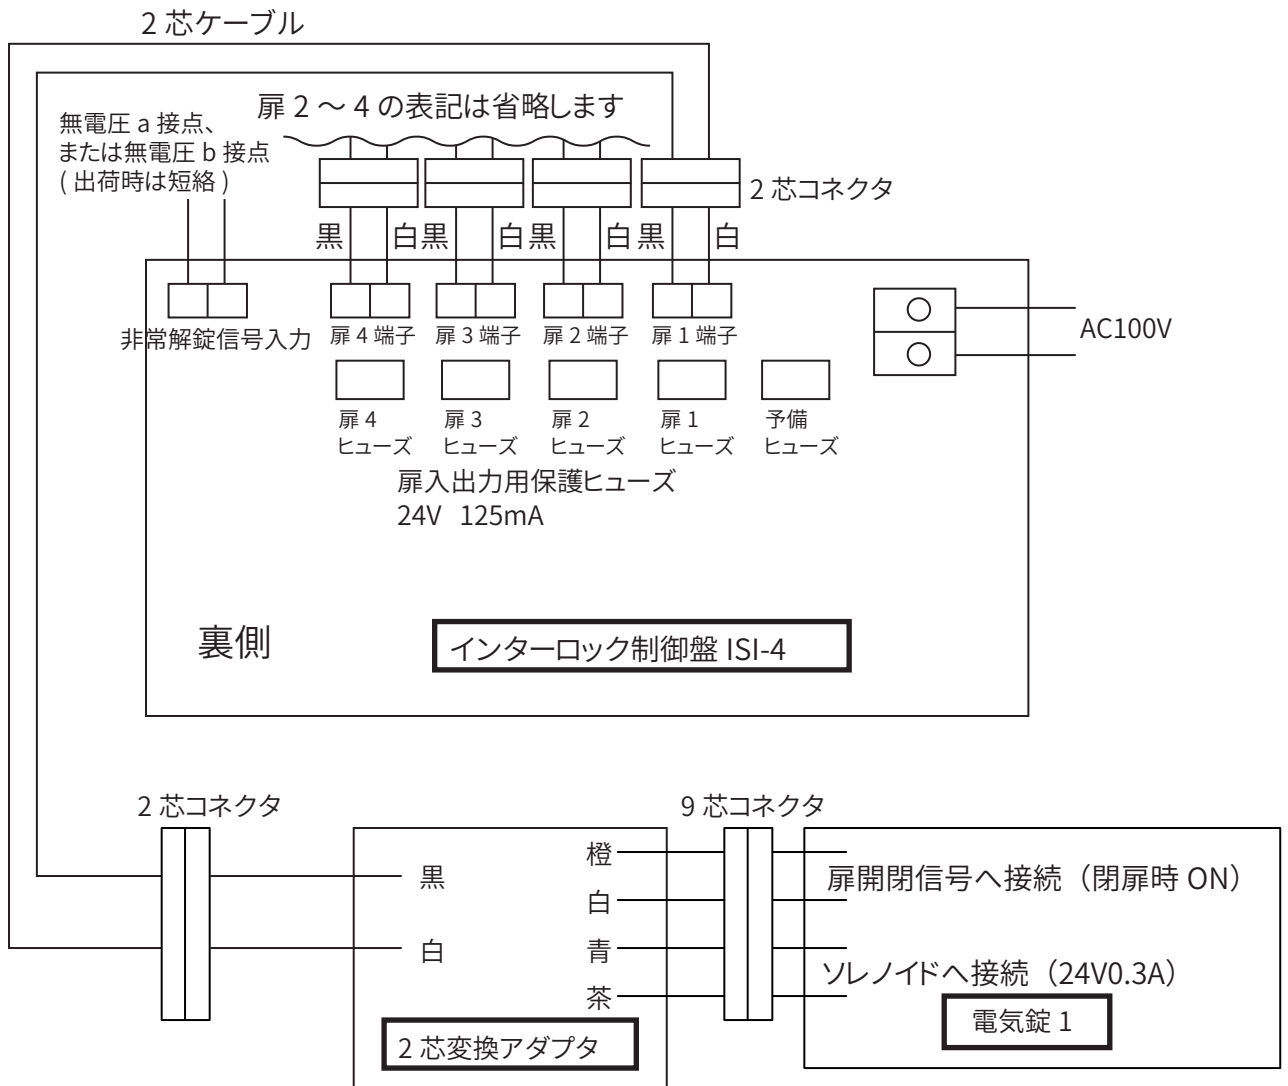 2 芯ケーブル
扉 2 ～ 4 の表記は省略します
無電圧 a 接点、
または無電圧 b 接点
( 出荷時は短絡 )
2 芯コネクタ
黒 白 黒 白 黒 白 黒 白
非常解錠信号入力 扉 4 端子 扉 3 端子 扉 2 端子 扉 1 端子
AC100V
扉 4 扉 3 扉 2 扉 1 予備
ヒューズ ヒューズ ヒューズ ヒューズ ヒューズ
扉入出力用保護ヒューズ
24V 125mA
裏側
インターロック制御盤 ISI-4
2 芯コネクタ
9 芯コネクタ
黒
白
橙
白
青
茶
2 芯変換アダプタ
扉開閉信号へ接続（閉扉時 ON）
ソレノイドへ接続（24V0.3A）
電気錠 1